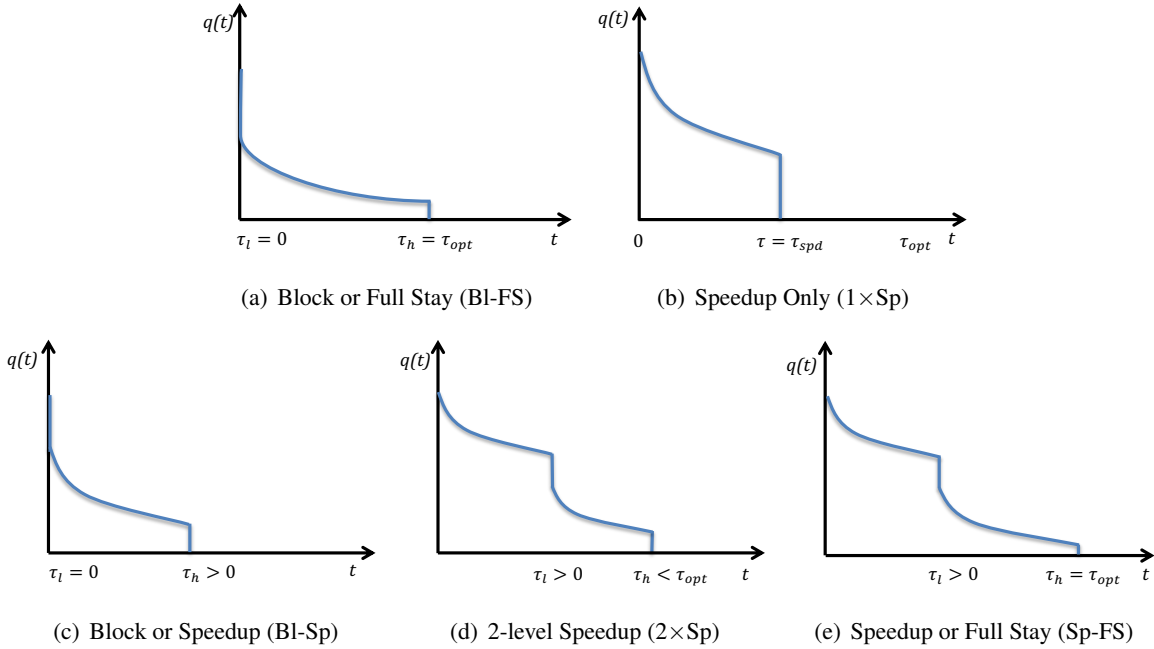 q(t)
τ_l = 0 τ_h = τ_opt t
(a) Block or Full Stay (Bl-FS)
q(t)
0 τ = τ_spd τ_opt t
(b) Speedup Only (1×Sp)
q(t)
τ_l = 0 τ_h > 0 t
(c) Block or Speedup (Bl-Sp)
q(t)
τ_l > 0 τ_h < τ_opt t
(d) 2-level Speedup (2×Sp)
q(t)
τ_l > 0 τ_h = τ_opt t
(e) Speedup or Full Stay (Sp-FS)